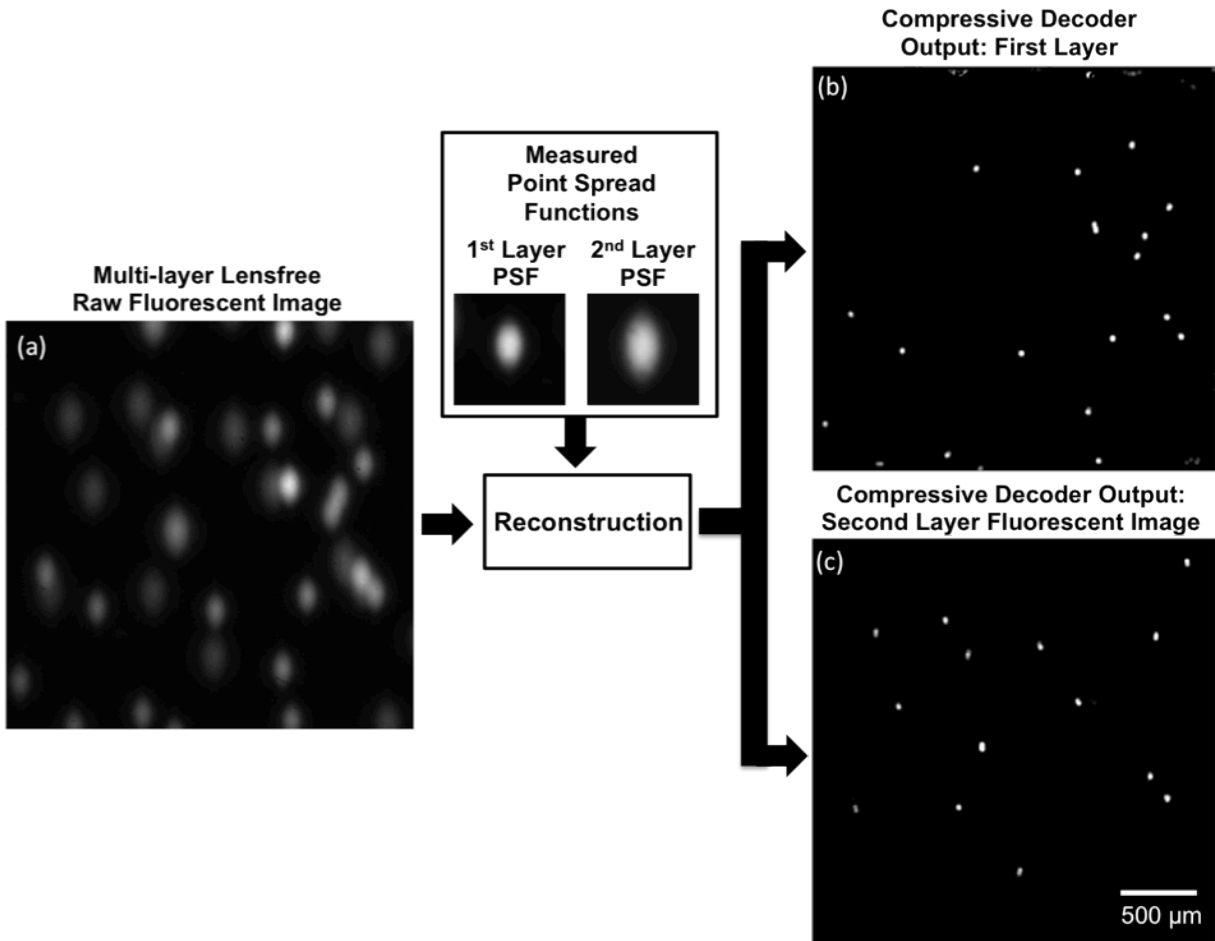 Multi-layer Lensfree
Raw Fluorescent Image
(a)
Measured
Point Spread
Functions
1st Layer
PSF
2nd Layer
PSF
Reconstruction
Compressive Decoder
Output: First Layer
(b)
Compressive Decoder Output:
Second Layer Fluorescent Image
(c)
500 µm